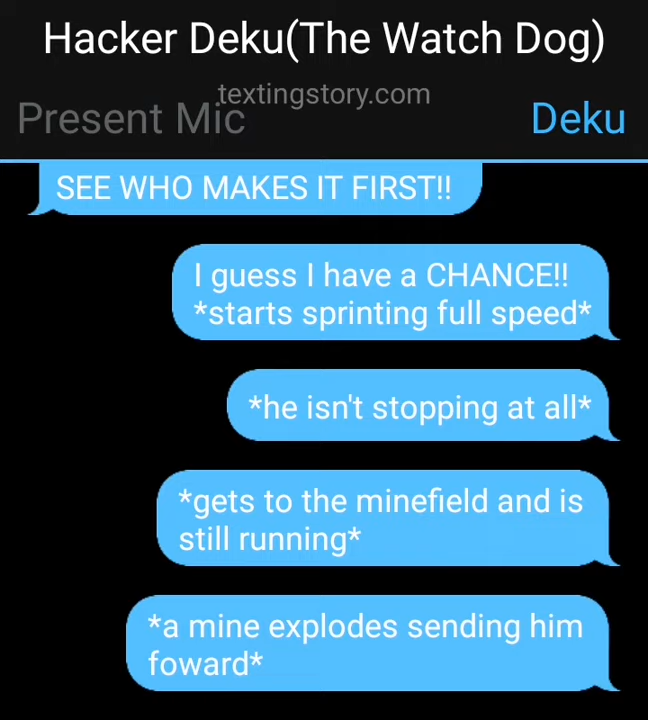 Hacker Deku(The Watch Dog)
textingstory.com
Present Mic
Deku
SEE WHO MAKES IT FIRST!!
I guess I have a CHANCE!!
*starts sprinting full speed*
*he isn't stopping at all*
*gets to the minefield and is
still running*
*a mine explodes sending him
foward*